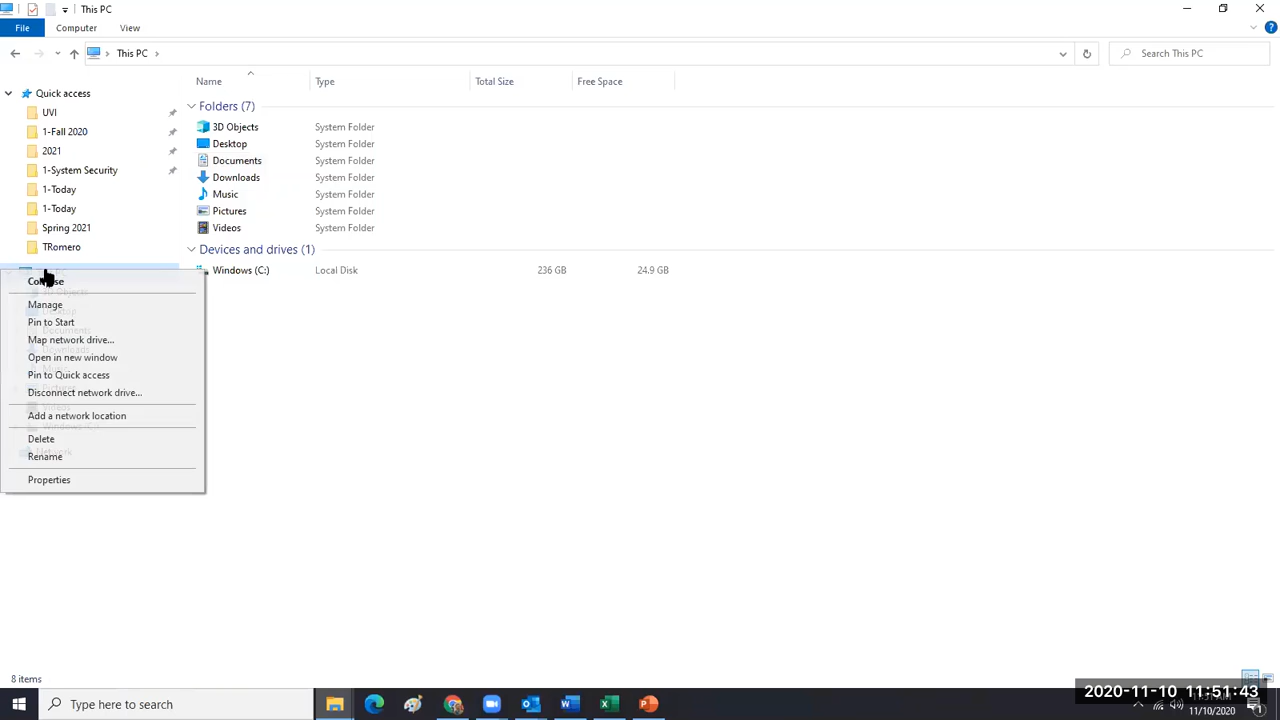 This PC
File Computer View
This PC
Search This PC
Name Type Total Size Free Space
Quick access
UVI
1-Fall 2020
2021
1-System Security
1-Today
1-Today
Spring 2021
TRomero
Folders (7)
3D Objects System Folder
Desktop System Folder
Documents System Folder
Downloads System Folder
Music System Folder
Pictures System Folder
Videos System Folder
Devices and drives (1)
Windows (C:) Local Disk 236 GB 24.9 GB
Manage
Pin to Start
Map network drive...
Open in new window
Pin to Quick access
Disconnect network drive...
Add a network location
Delete
Rename
Properties
8 items
Type here to search
2020-11-10 11:51:43
11/10/2020